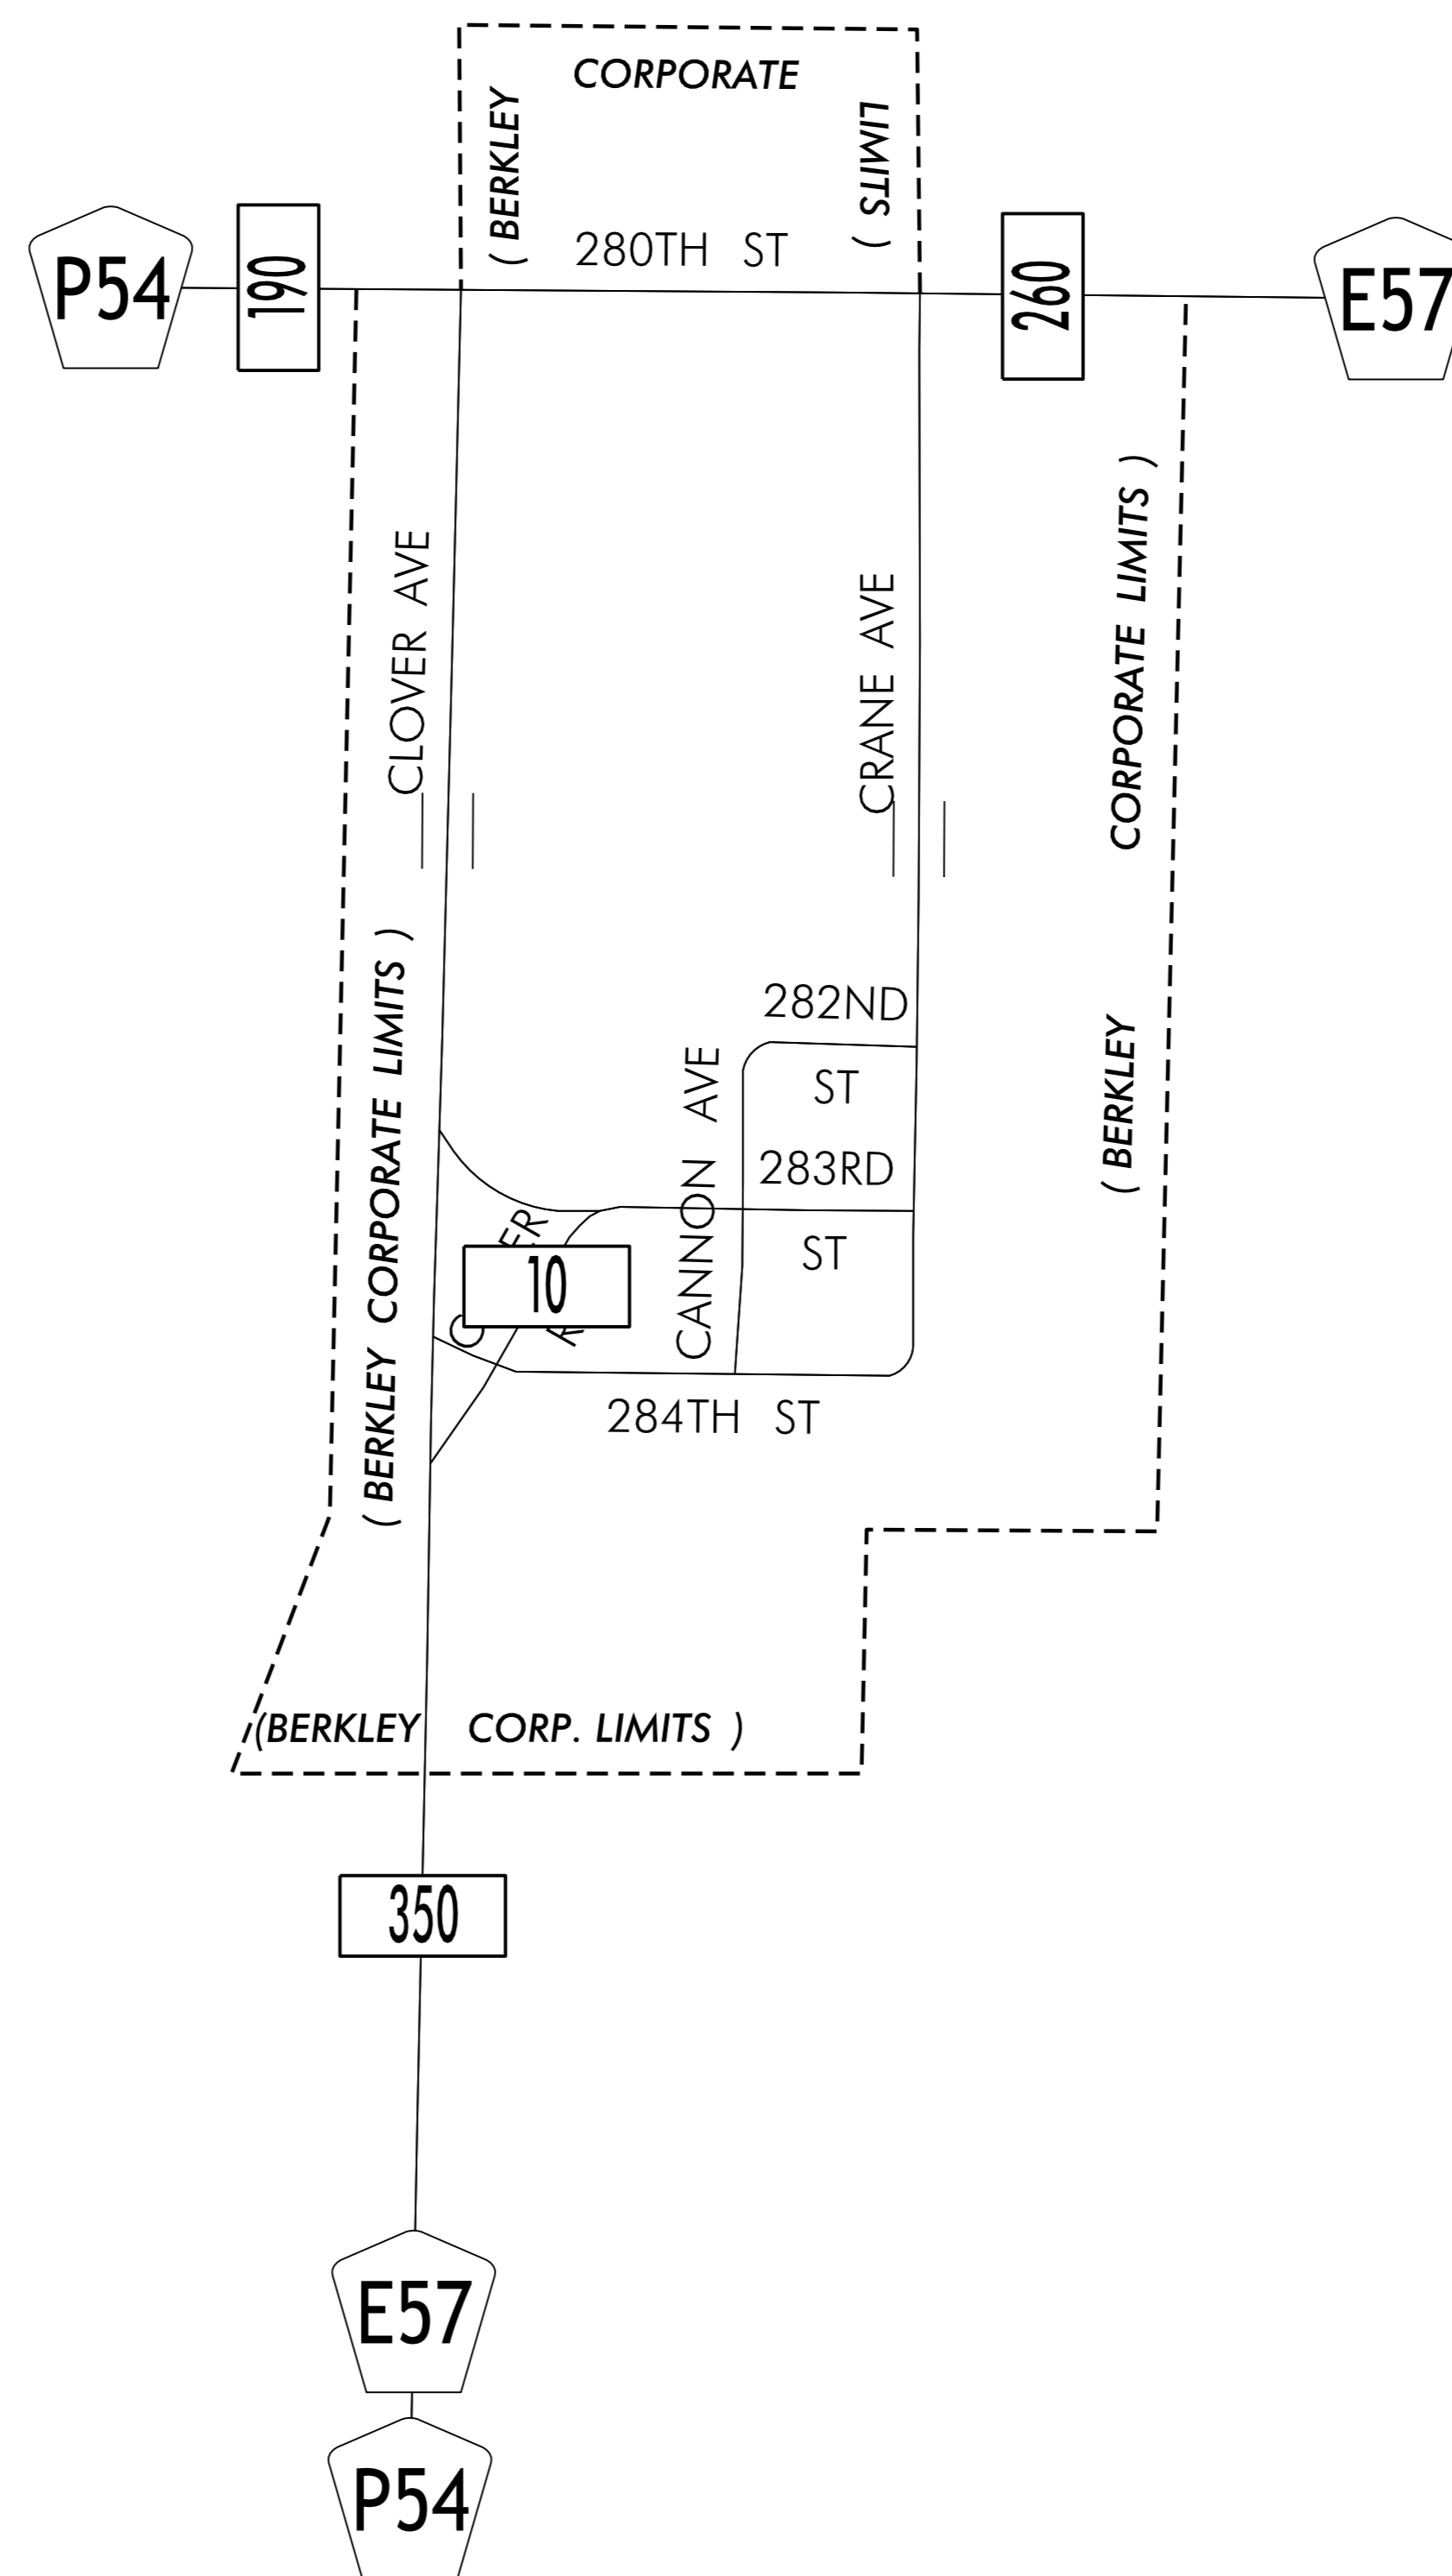 CORPORATE
( BERKLEY
LIMITS )
280TH ST
P54
190
260
E57
CLOVER AVE
CRANE AVE
CORPORATE LIMITS )
( BERKLEY
( BERKLEY CORPORATE LIMITS )
282ND
ST
CANNON AVE
283RD
ST
10
284TH ST
(BERKLEY CORP. LIMITS )
350
E57
P54